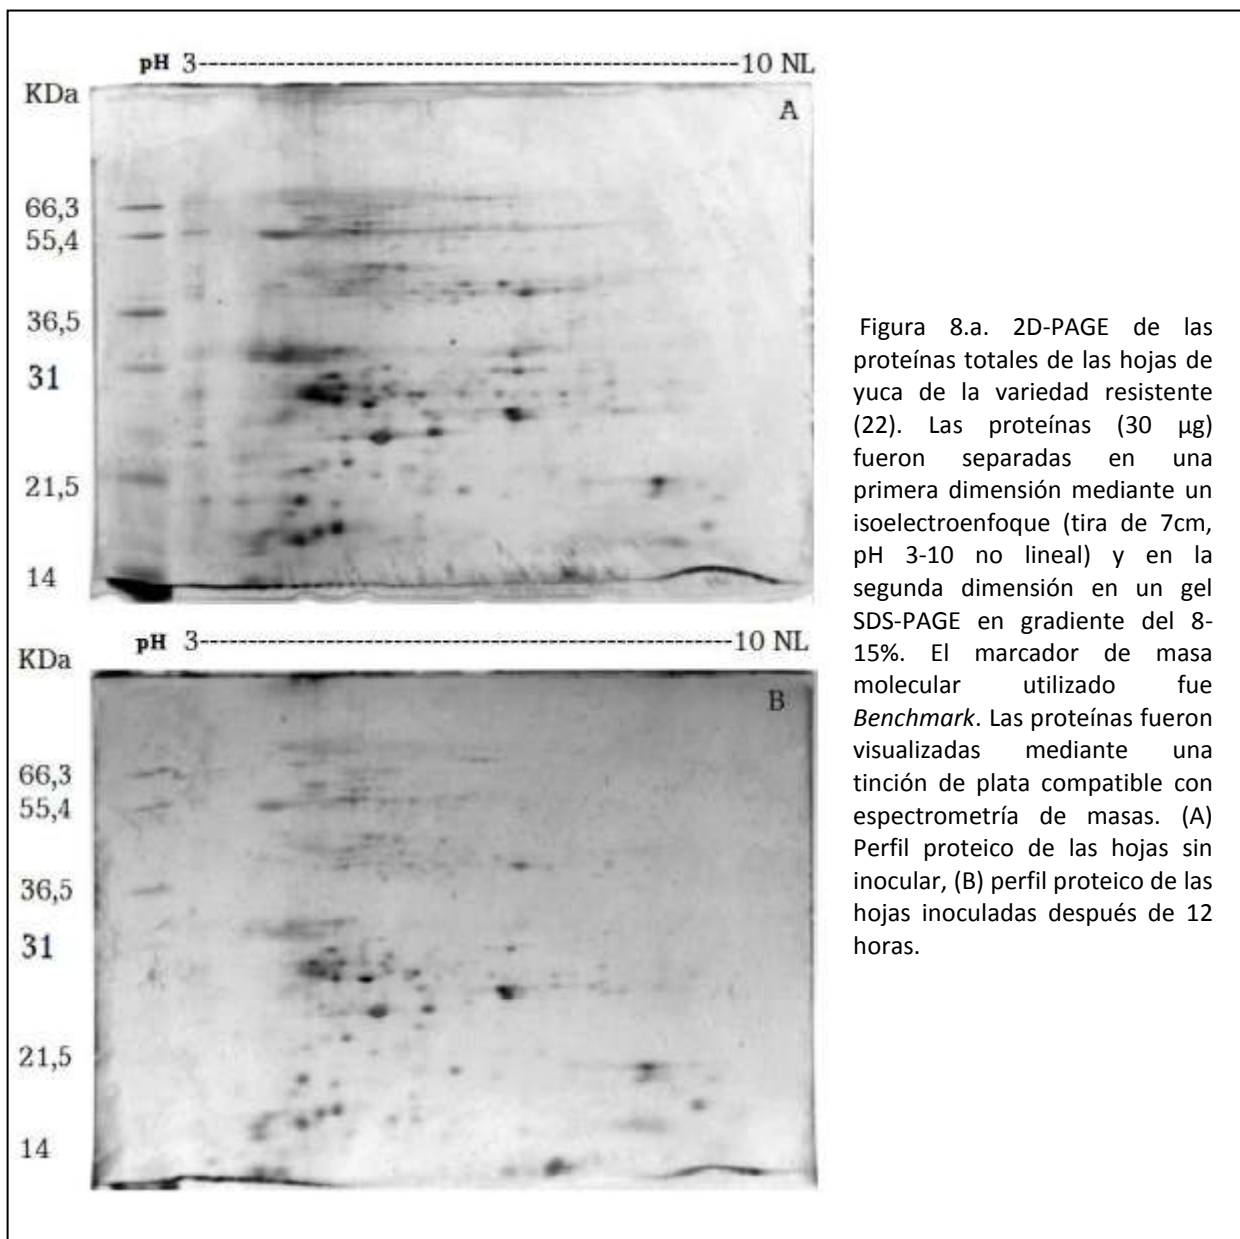 pH 3------------------------------------------------------10 NL
KDa
A
66,3
55,4
36,5
31
21,5
14
pH 3------------------------------------------------------10 NL
KDa
B
66,3
55,4
36,5
31
21,5
14
Figura 8.a. 2D-PAGE de las
proteínas totales de las hojas de
yuca de la variedad resistente
(22). Las proteínas (30 µg)
fueron separadas en una
primera dimensión mediante un
isoelectroenfoque (tira de 7cm,
pH 3-10 no lineal) y en la
segunda dimensión en un gel
SDS-PAGE en gradiente del 8-
15%. El marcador de masa
molecular utilizado fue
Benchmark. Las proteínas fueron
visualizadas mediante una
tinción de plata compatible con
espectrometría de masas. (A)
Perfil proteico de las hojas sin
inocular, (B) perfil proteico de las
hojas inoculadas después de 12
horas.